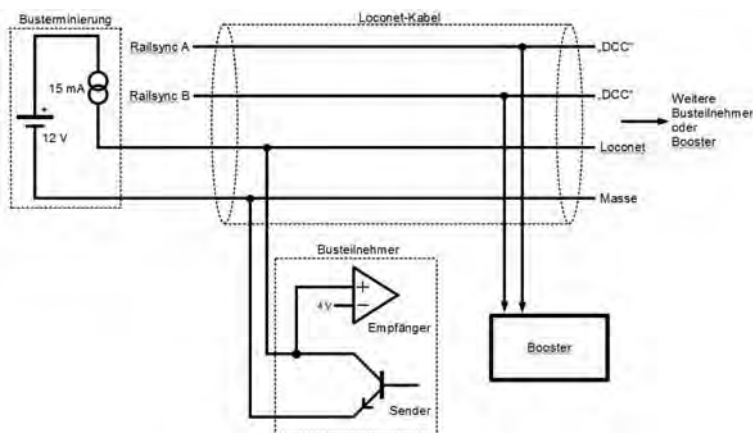 Busterminierung
Loconet-Kabel
Railsync A
„DCC"
15 mA
Railsync B
„DCC"
Weitere
Busteilnehmer
oder
Booster
+
12 V
Loconet
Masse
Busteilnehmer
+
4V
−
Empfänger
Booster
Sender